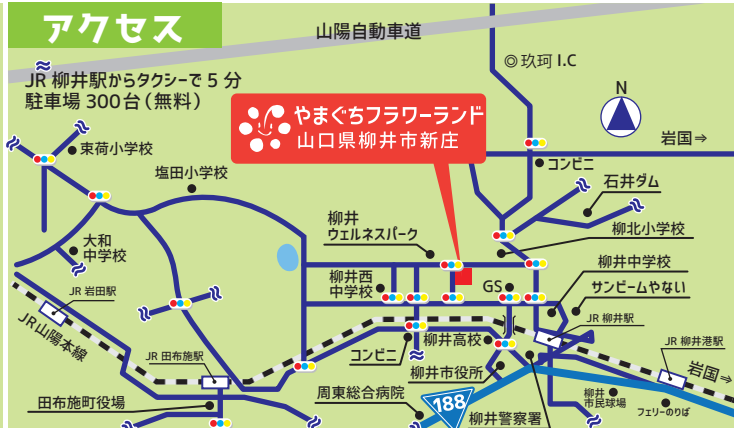 アクセス
山陽自動車道
◎玖珂 I.C
JR 柳井駅からタクシーで 5 分
駐車場 300台（無料）
N
やまぐちフラワーランド
山口県柳井市新庄
岩国⇒
束荷小学校
コンビニ
塩田小学校
石井ダム
柳井
ウェルネスパーク
柳北小学校
大和
中学校
柳井中学校
柳井西
中学校
GS
サンビームやない
JR 岩田駅
JR山陽本線
JR 柳井駅
柳井高校
JR 柳井港駅
JR 田布施駅
コンビニ
柳井市役所
岩国⇒
田布施町役場
周東総合病院
188
柳井警察署
柳井
市民球場
フェリーのりば